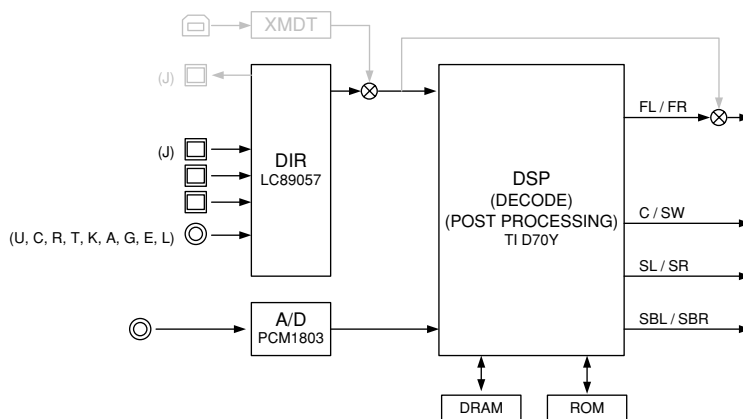 XMDT
(J)
FL / FR
(J)
DIR
LC89057
DSP
(DECODE)
(POST PROCESSING)
TI D70Y
C / SW
(U, C, R, T, K, A, G, E, L)
SL / SR
A/D
PCM1803
SBL / SBR
DRAM
ROM